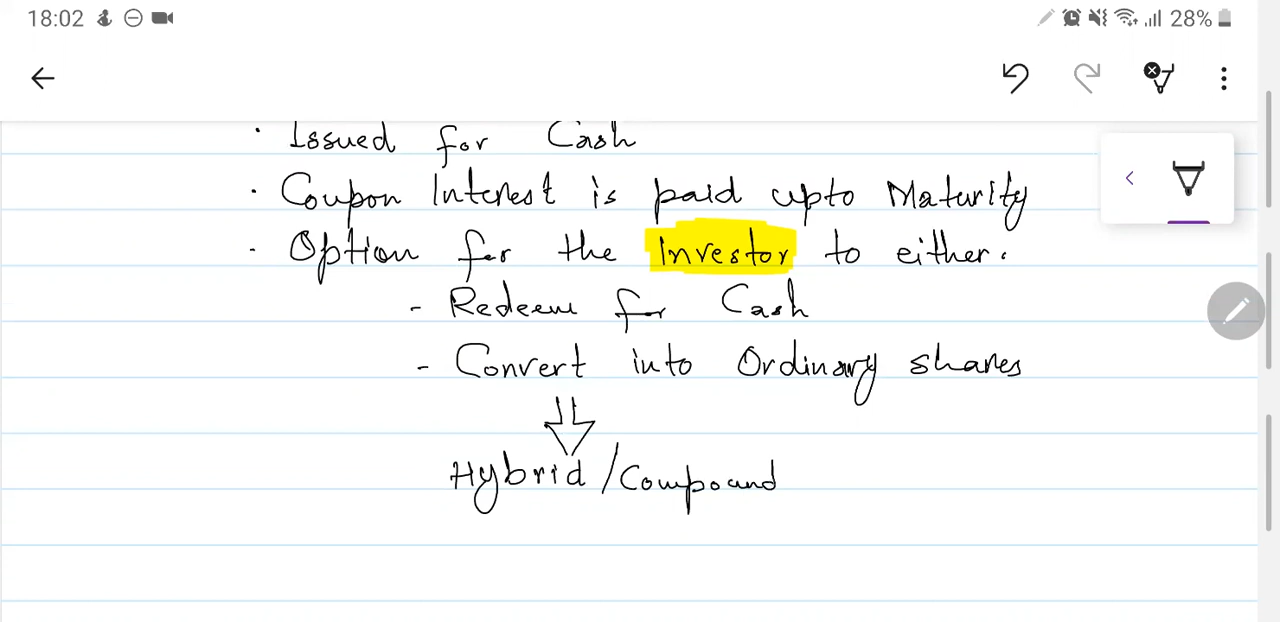 18:02 28%
· Issued for Cash
· Coupon Interest is paid upto Maturity
· Option for the Investor to either.
- Redeem for Cash
- Convert into Ordinary shares
Hybrid / Compound